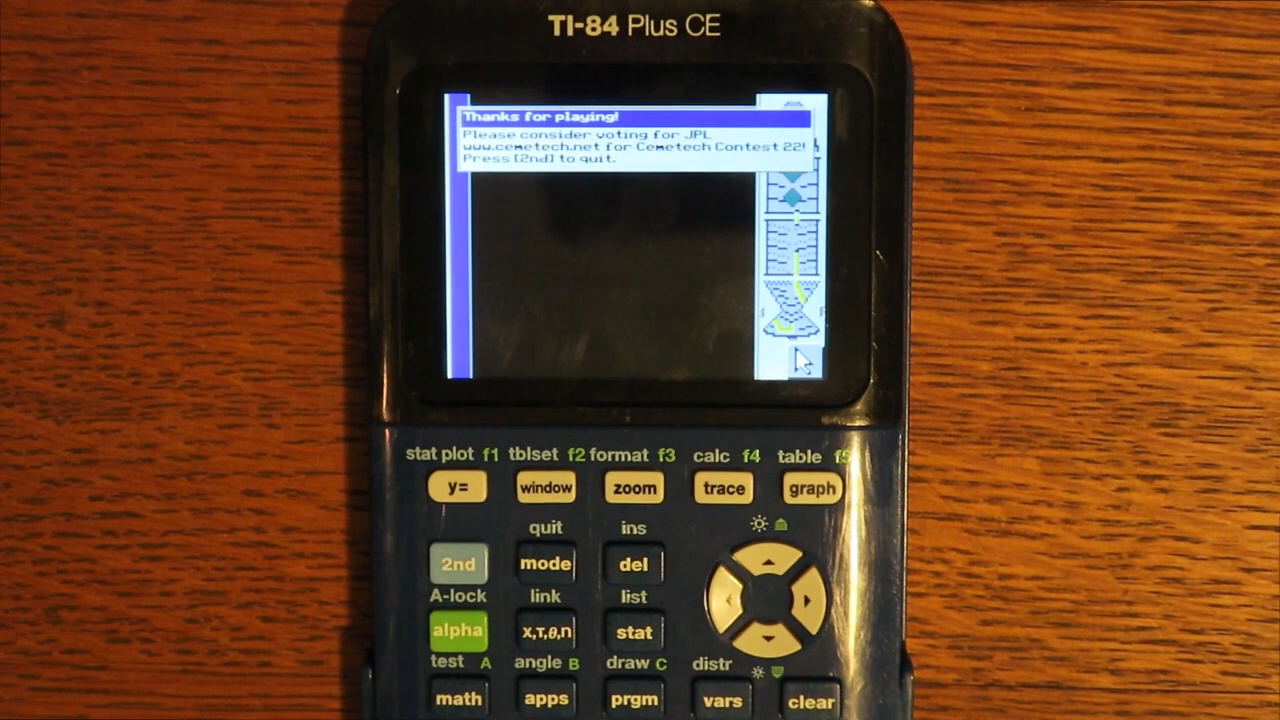 TI-84 Plus CE
Thanks for playing!
Please consider voting for JPL
www.cemetech.net for Cemetech Contest 22!
Press [2nd] to quit.
stat plot f1 tblset f2 format f3 calc f4 table f5
y= window zoom trace graph
quit ins
2nd mode del
A-lock link list
alpha X,T,θ,n stat
test A angle B draw C distr
math apps prgm vars clear